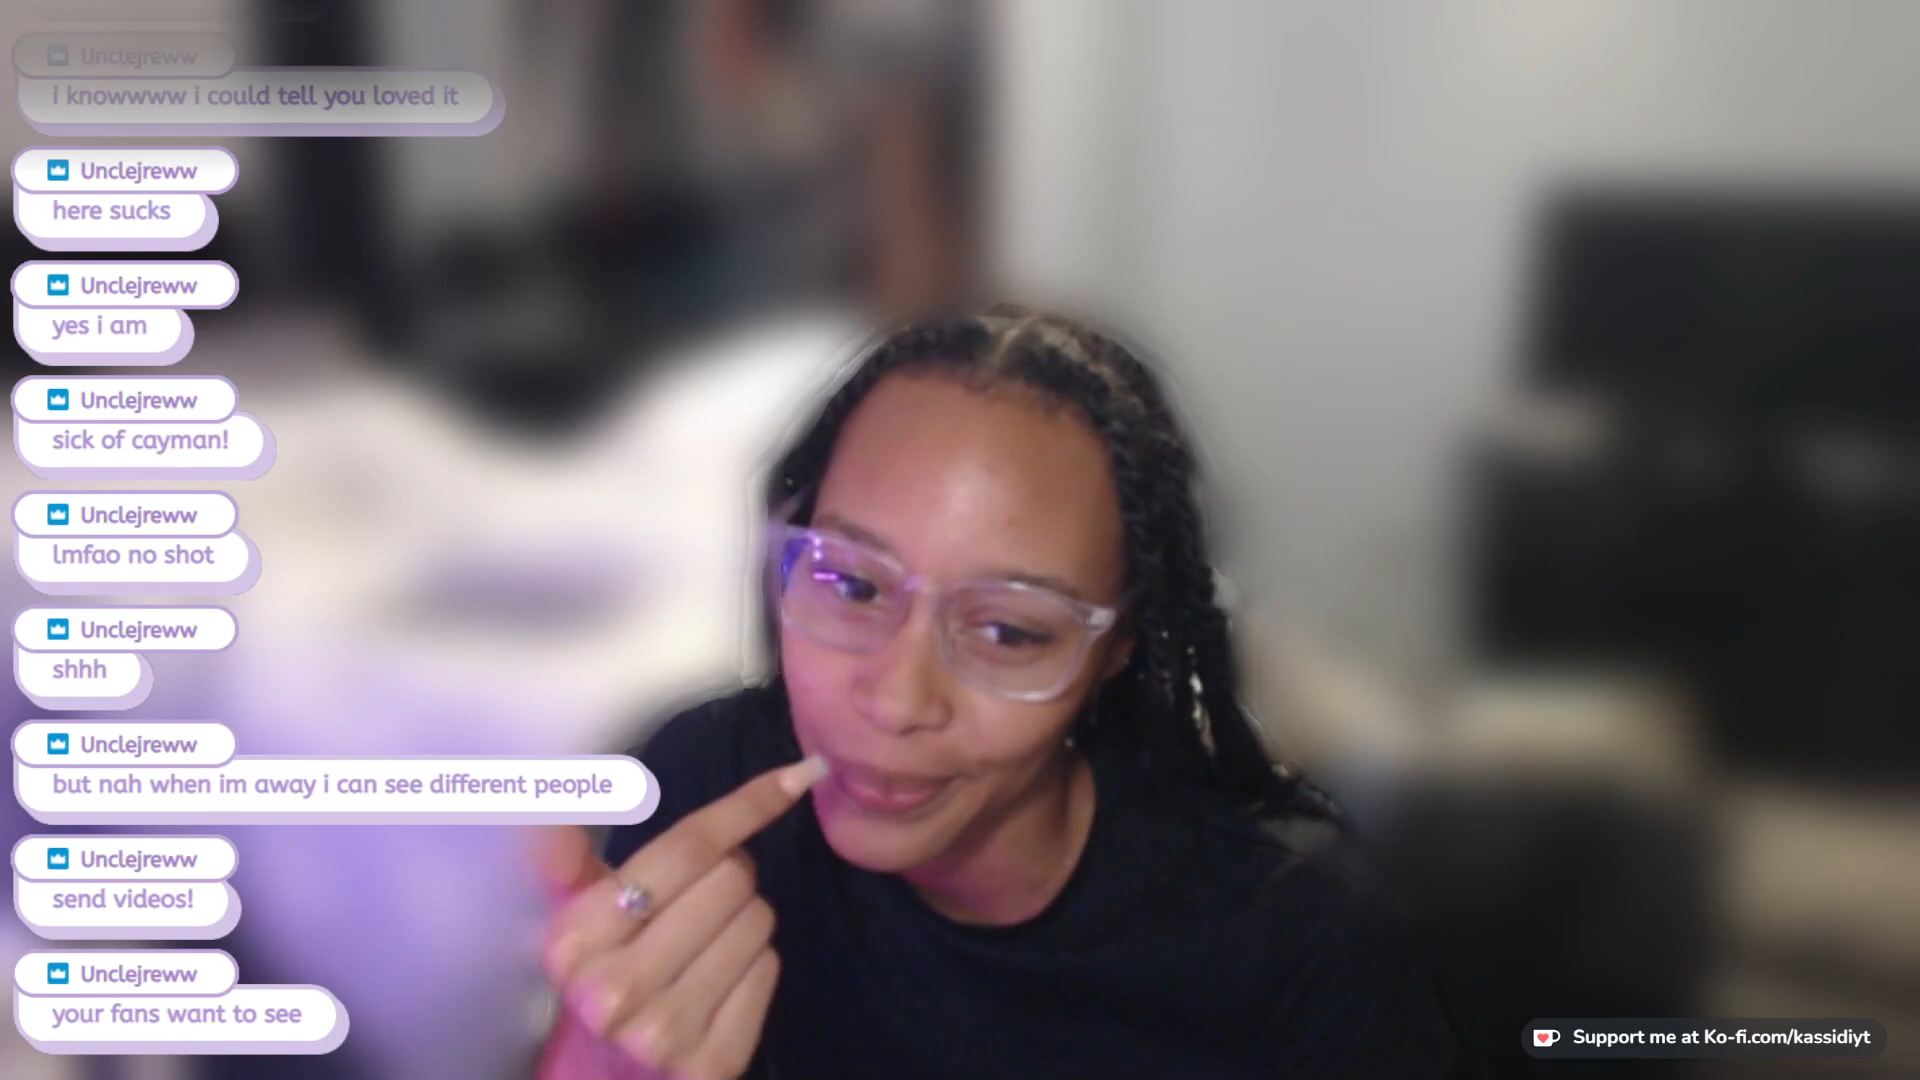 Unclejreww
i knowwww i could tell you loved it
Unclejreww
here sucks
Unclejreww
yes i am
Unclejreww
sick of cayman!
Unclejreww
lmfao no shot
Unclejreww
shhh
Unclejreww
but nah when im away i can see different people
Unclejreww
send videos!
Unclejreww
your fans want to see
Support me at Ko-fi.com/kassidiyt